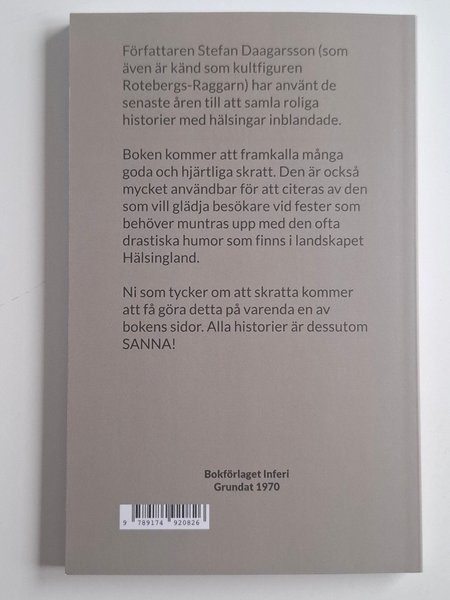 Författaren Stefan Daagarsson (som
även är känd som kultfiguren
Rotebergs-Raggarn) har använt de
senaste åren till att samla roliga
historier med hälsingar inblandade.
Boken kommer att framkalla många
goda och hjärtliga skratt. Den är också
mycket användbar för att citeras av den
som vill glädja besökare vid fester som
behöver muntras upp med den ofta
drastiska humor som finns i landskapet
Hälsingland.
Ni som tycker om att skratta kommer
att få göra detta på varenda en av
bokens sidor. Alla historier är dessutom
SANNA!
Bokförlaget Inferi
Grundat 1970
9 789174 920826